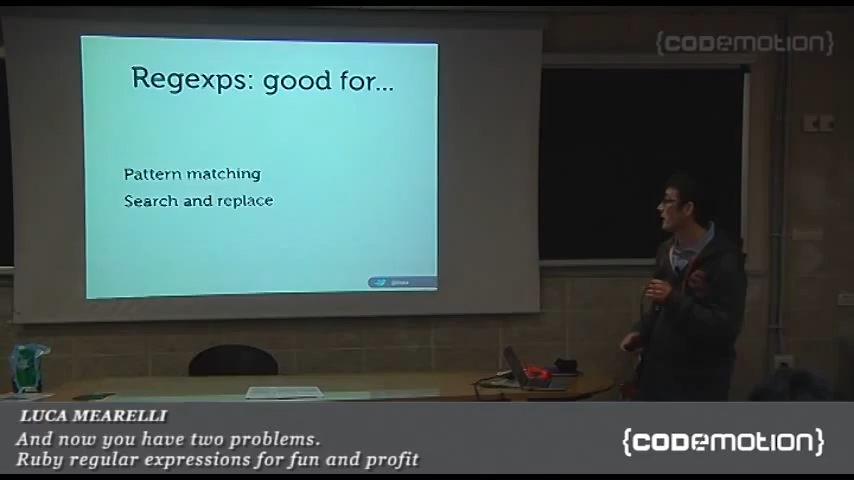 {CODEMOTION}
Regexps: good for...
Pattern matching
Search and replace
LUCA MEARELLI
And now you have two problems.
Ruby regular expressions for fun and profit
{CODEMOTION}